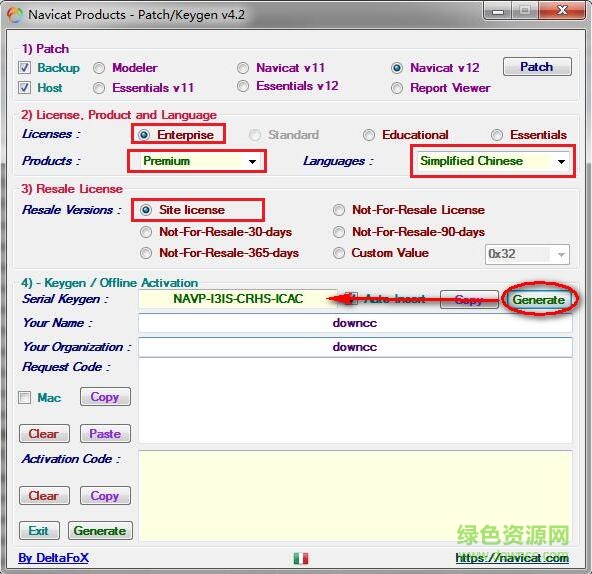 Navicat Products - Patch/Keygen v4.2
1) Patch
Backup Modeler Navicat v11 Navicat v12 Patch
Host Essentials v11 Essentials v12 Report Viewer
2) License, Product and Language
Licenses : Enterprise Standard Educational Essentials
Products : Premium Languages : Simplified Chinese
3) Resale License
Resale Versions : Site license Not-For-Resale License
Not-For-Resale-30-days Not-For-Resale-90-days
Not-For-Resale-365-days Custom Value 0x32
4) - Keygen / Offline Activation
Serial Keygen : NAVP-I3IS-CRHS-ICAC Auto-Insert Copy Generate
Your Name : downcc
Your Organization : downcc
Request Code :
Mac Copy
Clear Paste
Activation Code :
Clear Copy
Exit Generate
绿色资源网
www.downcc.com
By DeltaFoX https://navicat.com